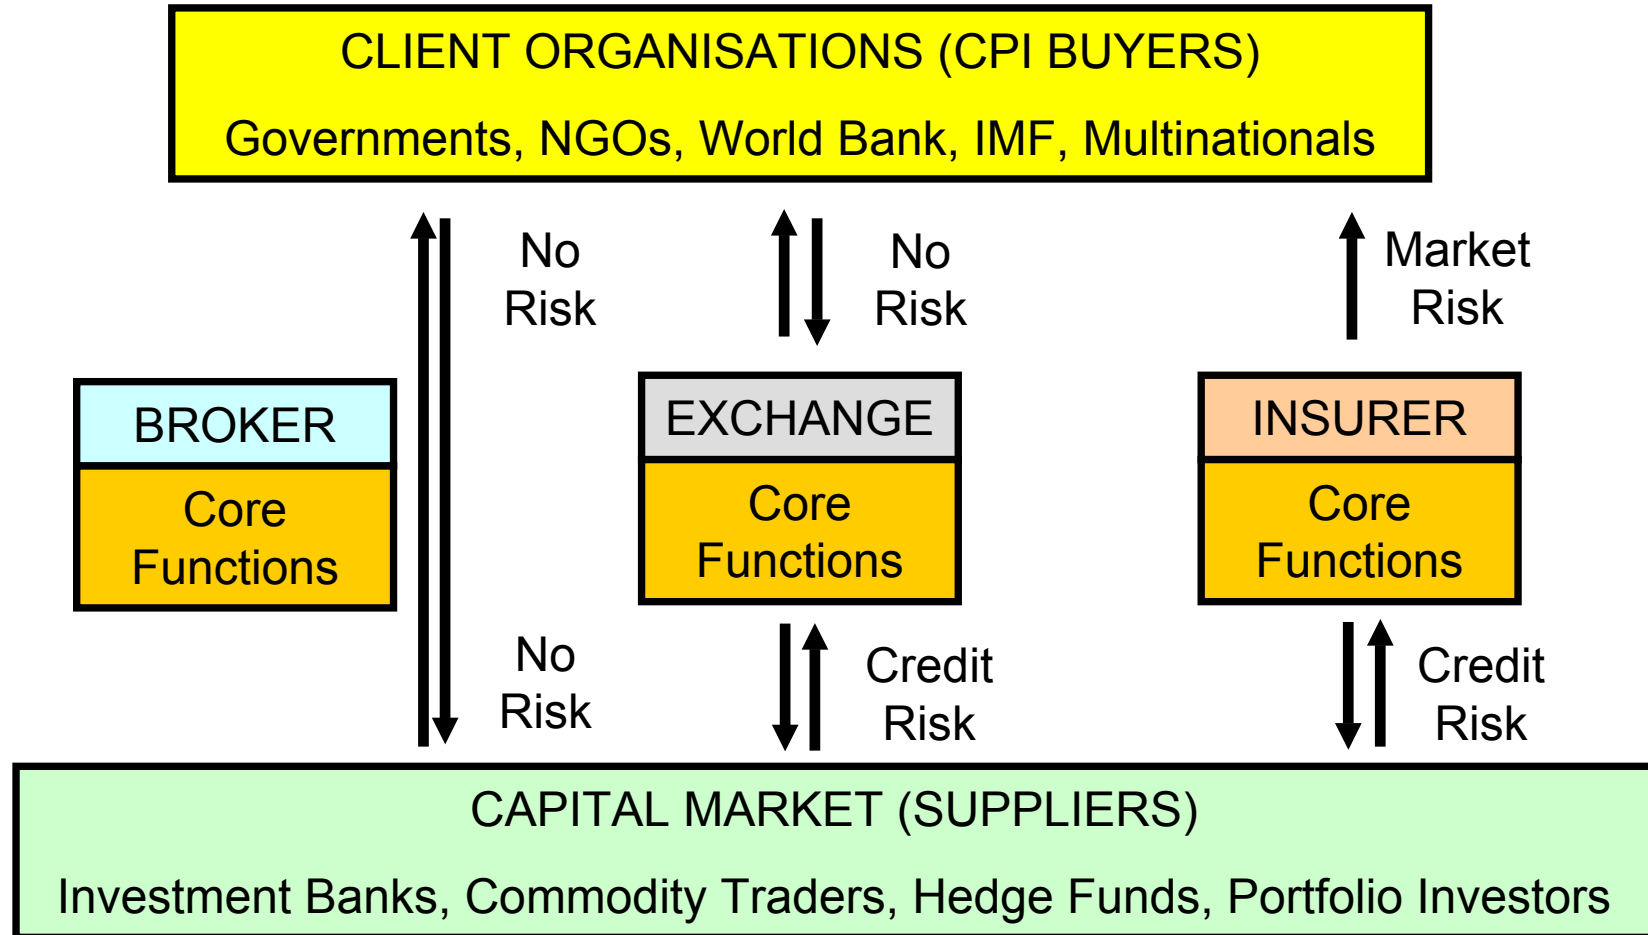 CLIENT ORGANISATIONS (CPI BUYERS)
Governments, NGOs, World Bank, IMF, Multinationals
No
Risk
No
Risk
Market
Risk
BROKER
Core
Functions
EXCHANGE
Core
Functions
INSURER
Core
Functions
No
Risk
Credit
Risk
Credit
Risk
CAPITAL MARKET (SUPPLIERS)
Investment Banks, Commodity Traders, Hedge Funds, Portfolio Investors